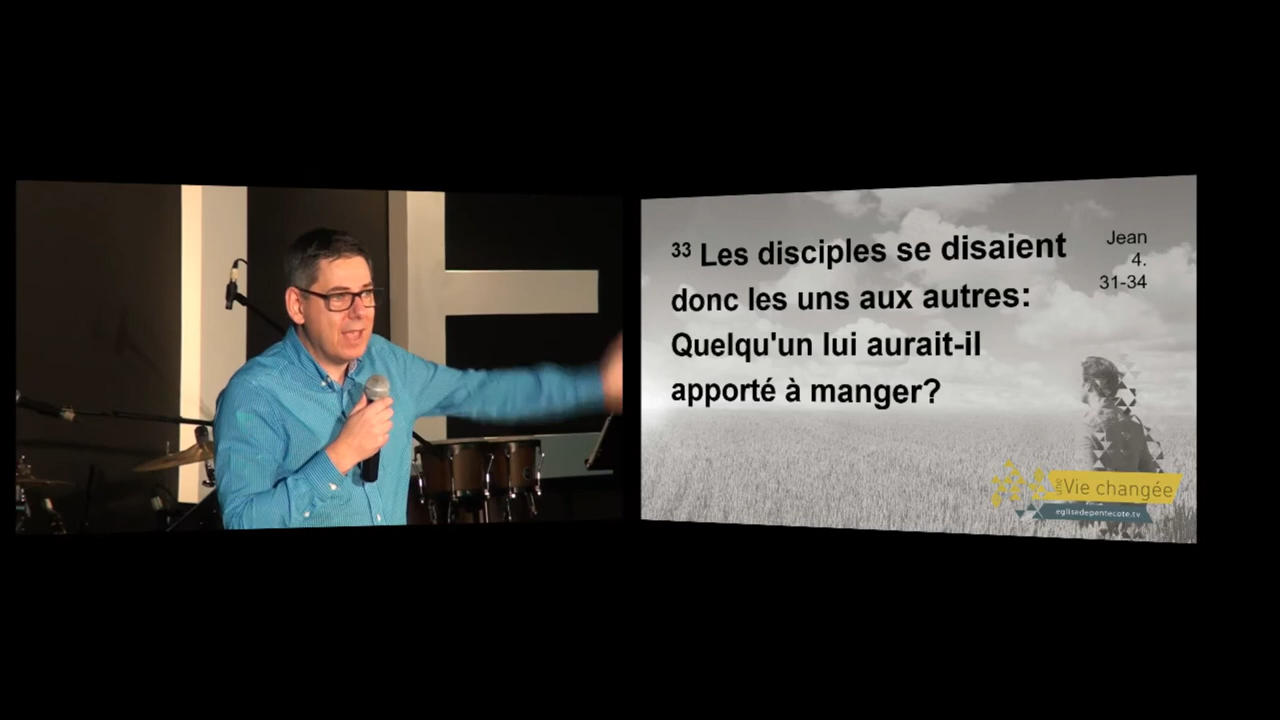 ³³ Les disciples se disaient
donc les uns aux autres:
Quelqu'un lui aurait-il
apporté à manger?
Jean
4.
31-34
une Vie changée
eglisedepentecote.tv